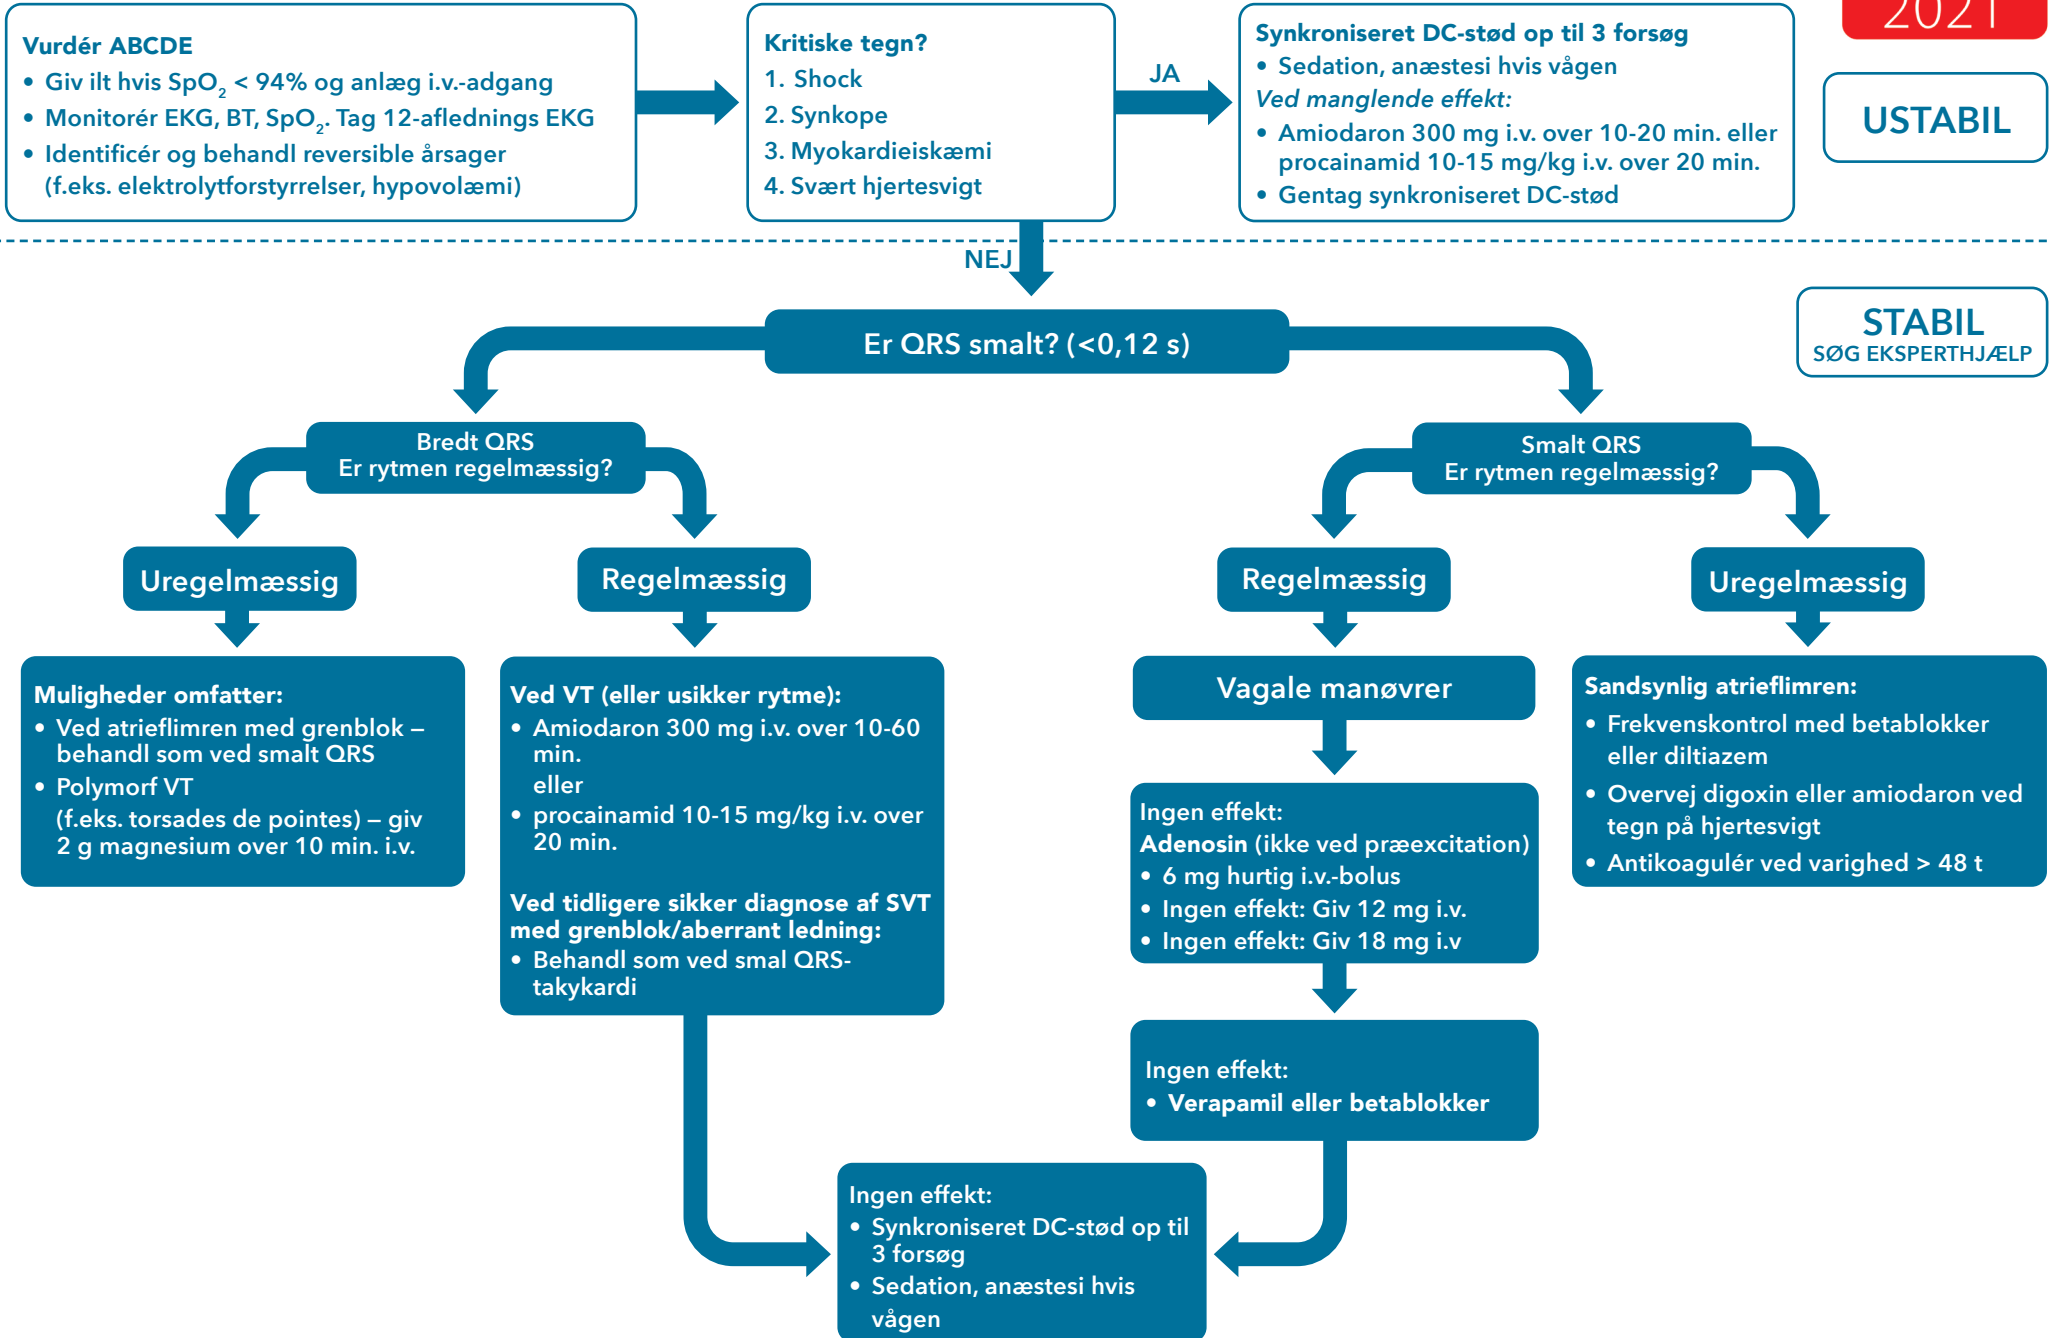 2021
Vurdér ABCDE
• Giv ilt hvis SpO2 < 94% og anlæg i.v.-adgang
• Monitorér EKG, BT, SpO2. Tag 12-aflednings EKG
• Identificér og behandl reversible årsager
(f.eks. elektrolytforstyrrelser, hypovolæmi)
Kritiske tegn?
1. Shock
2. Synkope
3. Myokardieiskæmi
4. Svært hjertesvigt
JA
Synkroniseret DC-stød op til 3 forsøg
• Sedation, anæstesi hvis vågen
Ved manglende effekt:
• Amiodaron 300 mg i.v. over 10-20 min. eller
procainamid 10-15 mg/kg i.v. over 20 min.
• Gentag synkroniseret DC-stød
USTABIL
NEJ
STABIL
SØG EKSPERTHJÆLP
Er QRS smalt? (<0,12 s)
Bredt QRS
Er rytmen regelmæssig?
Smalt QRS
Er rytmen regelmæssig?
Uregelmæssig
Regelmæssig
Regelmæssig
Uregelmæssig
Muligheder omfatter:
• Ved atrieflimren med grenblok –
behandl som ved smalt QRS
• Polymorf VT
(f.eks. torsades de pointes) – giv
2 g magnesium over 10 min. i.v.
Ved VT (eller usikker rytme):
• Amiodaron 300 mg i.v. over 10-60
min.
eller
• procainamid 10-15 mg/kg i.v. over
20 min.
Ved tidligere sikker diagnose af SVT
med grenblok/aberrant ledning:
• Behandl som ved smal QRS-
takykardi
Vagale manøvrer
Ingen effekt:
Adenosin (ikke ved præexcitation)
• 6 mg hurtig i.v.-bolus
• Ingen effekt: Giv 12 mg i.v.
• Ingen effekt: Giv 18 mg i.v
Ingen effekt:
• Verapamil eller betablokker
Sandsynlig atrieflimren:
• Frekvenskontrol med betablokker
eller diltiazem
• Overvej digoxin eller amiodaron ved
tegn på hjertesvigt
• Antikoagulér ved varighed > 48 t
Ingen effekt:
• Synkroniseret DC-stød op til
3 forsøg
• Sedation, anæstesi hvis
vågen